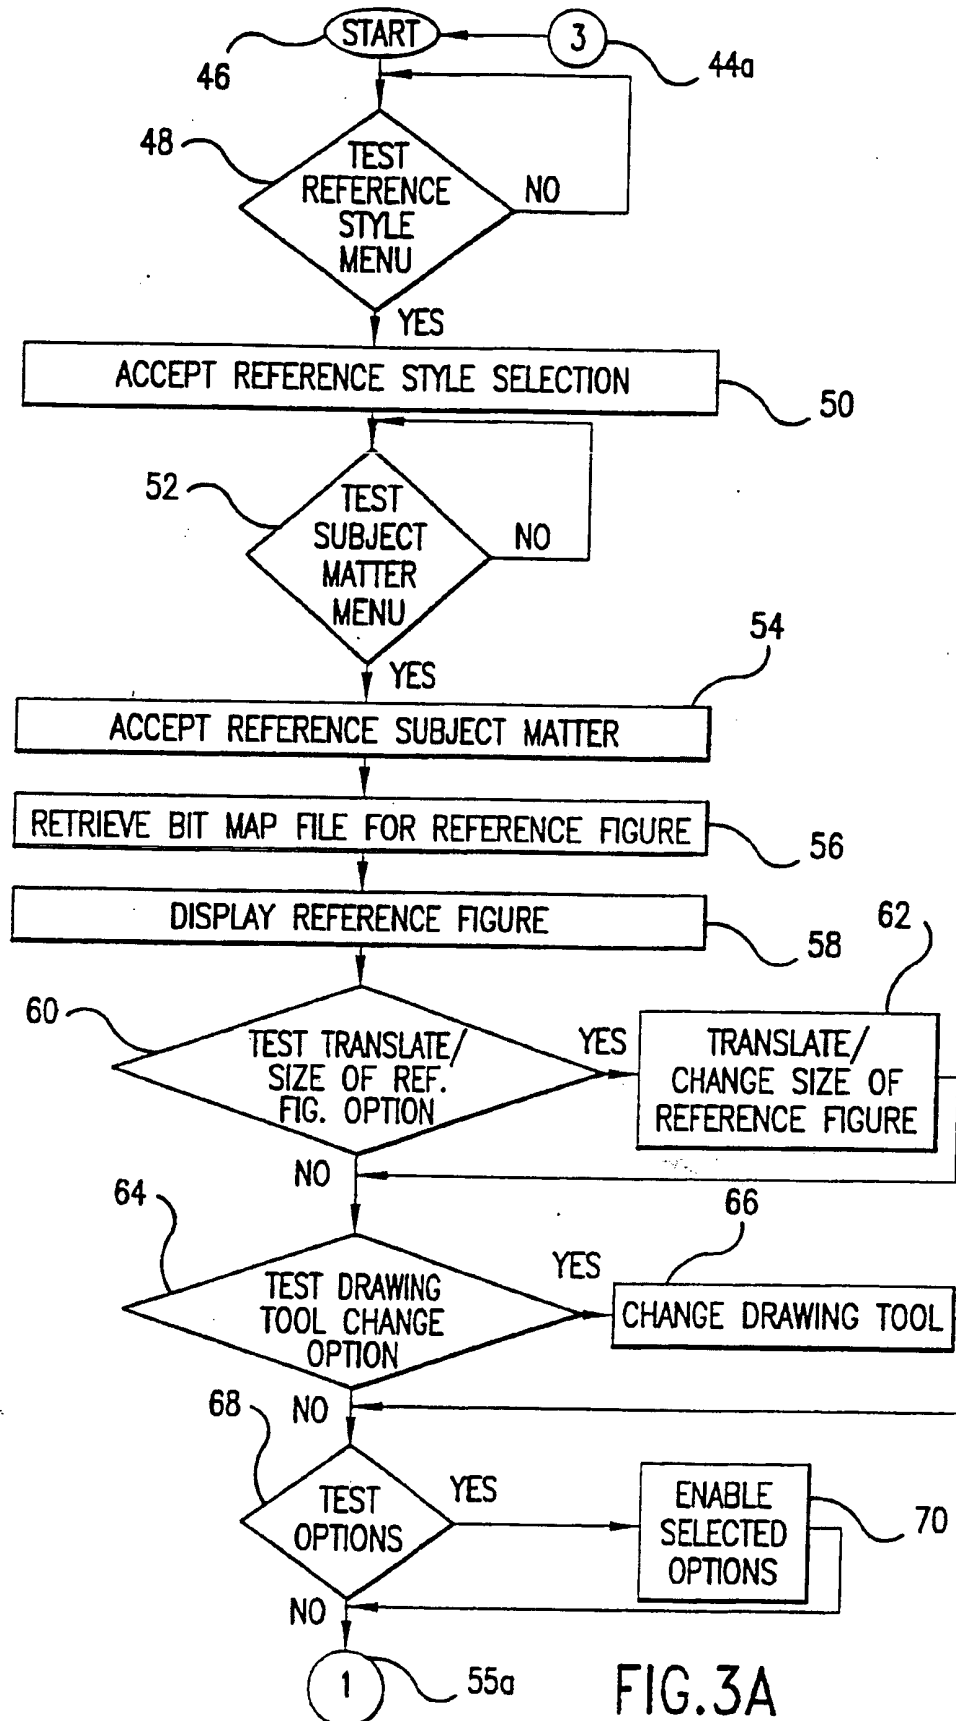 START
3
46
44a
48
TEST
REFERENCE
STYLE
MENU
NO
YES
ACCEPT REFERENCE STYLE SELECTION
50
52
TEST
SUBJECT
MATTER
MENU
NO
54
YES
ACCEPT REFERENCE SUBJECT MATTER
RETRIEVE BIT MAP FILE FOR REFERENCE FIGURE
56
DISPLAY REFERENCE FIGURE
58
62
60
TEST TRANSLATE/
SIZE OF REF.
FIG. OPTION
YES
TRANSLATE/
CHANGE SIZE OF
REFERENCE FIGURE
NO
64
66
TEST DRAWING
TOOL CHANGE
OPTION
YES
CHANGE DRAWING TOOL
NO
68
TEST
OPTIONS
YES
ENABLE
SELECTED
OPTIONS
70
NO
1
55a
FIG.3A